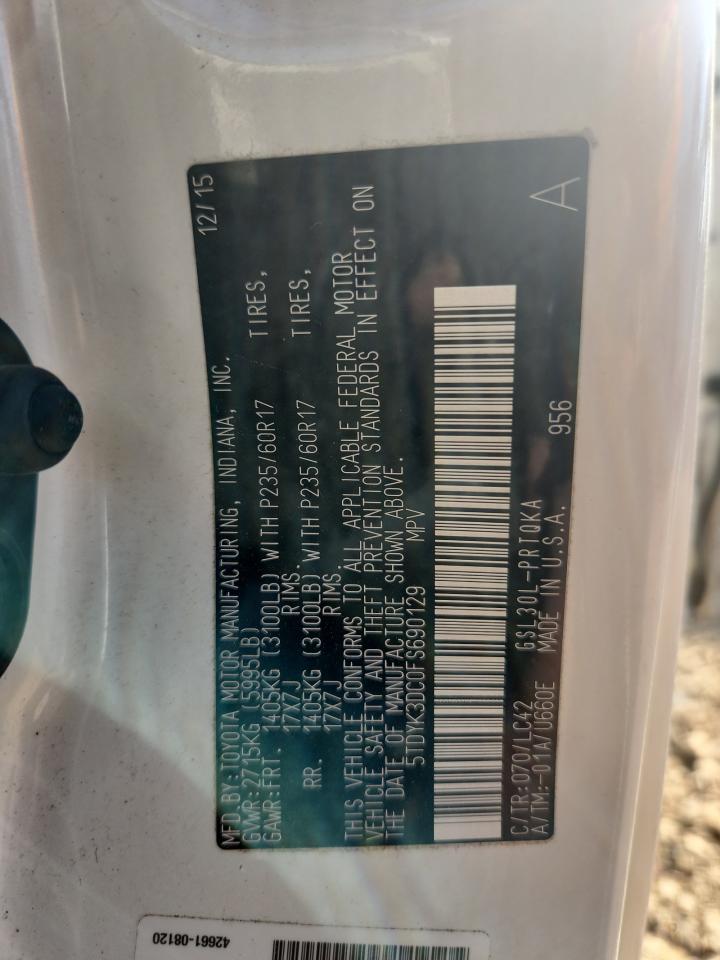 MFD.BY:TOYOTA MOTOR MANUFACTURING, INDIANA, INC. 12/15
GVWR:2715KG (5995LB)
GAWR:FRT. 1405KG (3100LB) WITH P235/60R17 TIRES,
17X7J RIMS.
RR. 1405KG (3100LB) WITH P235/60R17 TIRES,
17X7J RIMS.
THIS VEHICLE CONFORMS TO ALL APPLICABLE FEDERAL MOTOR
VEHICLE SAFETY AND THEFT PREVENTION STANDARDS IN EFFECT ON
THE DATE OF MANUFACTURE SHOWN ABOVE.
5TDYK3DC0FS690129 MPV
C/TR:070/LC42 GSL30L-PRTQKA 956 A
A/TM:-01A/U660E MADE IN U.S.A.
42661-08120